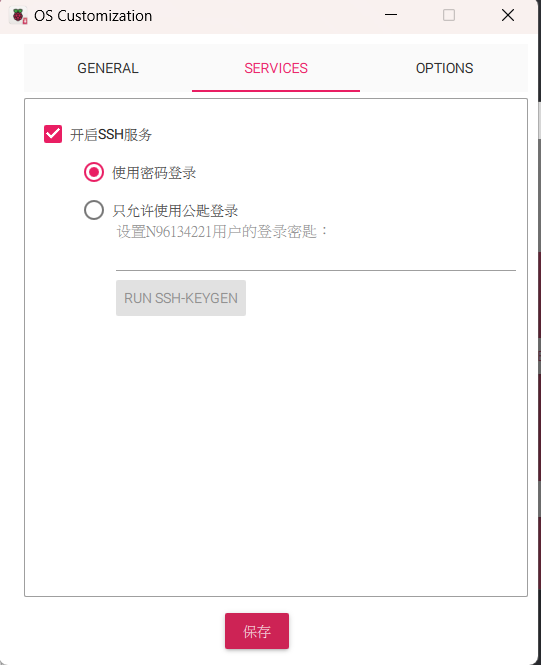 OS Customization
GENERAL SERVICES OPTIONS
开启SSH服务
使用密码登录
只允许使用公匙登录
设置N96134221用户的登录密匙：
RUN SSH-KEYGEN
保存